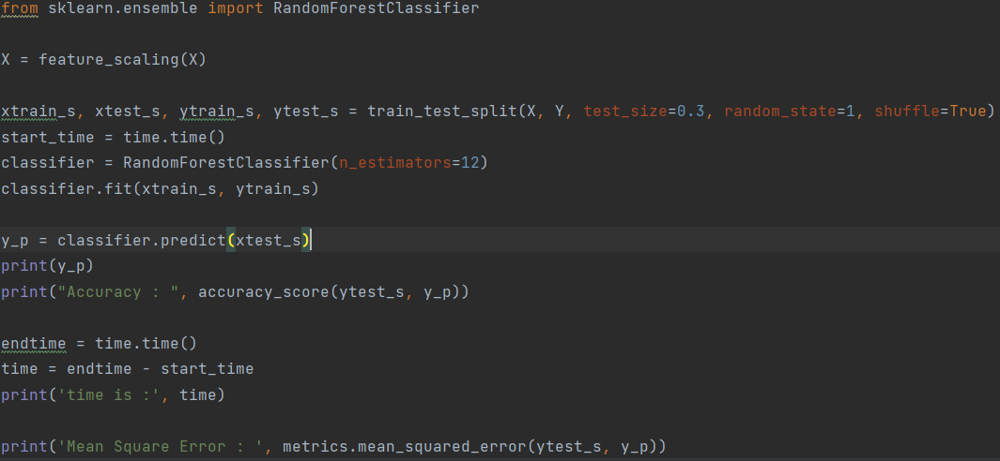 from sklearn.ensemble import RandomForestClassifier
X = feature_scaling(X)
xtrain_s, xtest_s, ytrain_s, ytest_s = train_test_split(X, Y, test_size=0.3, random_state=1, shuffle=True)
start_time = time.time()
classifier = RandomForestClassifier(n_estimators=12)
classifier.fit(xtrain_s, ytrain_s)
y_p = classifier.predict(xtest_s)
print(y_p)
print("Accuracy : ", accuracy_score(ytest_s, y_p))
endtime = time.time()
time = endtime - start_time
print('time is :', time)
print('Mean Square Error : ', metrics.mean_squared_error(ytest_s, y_p))